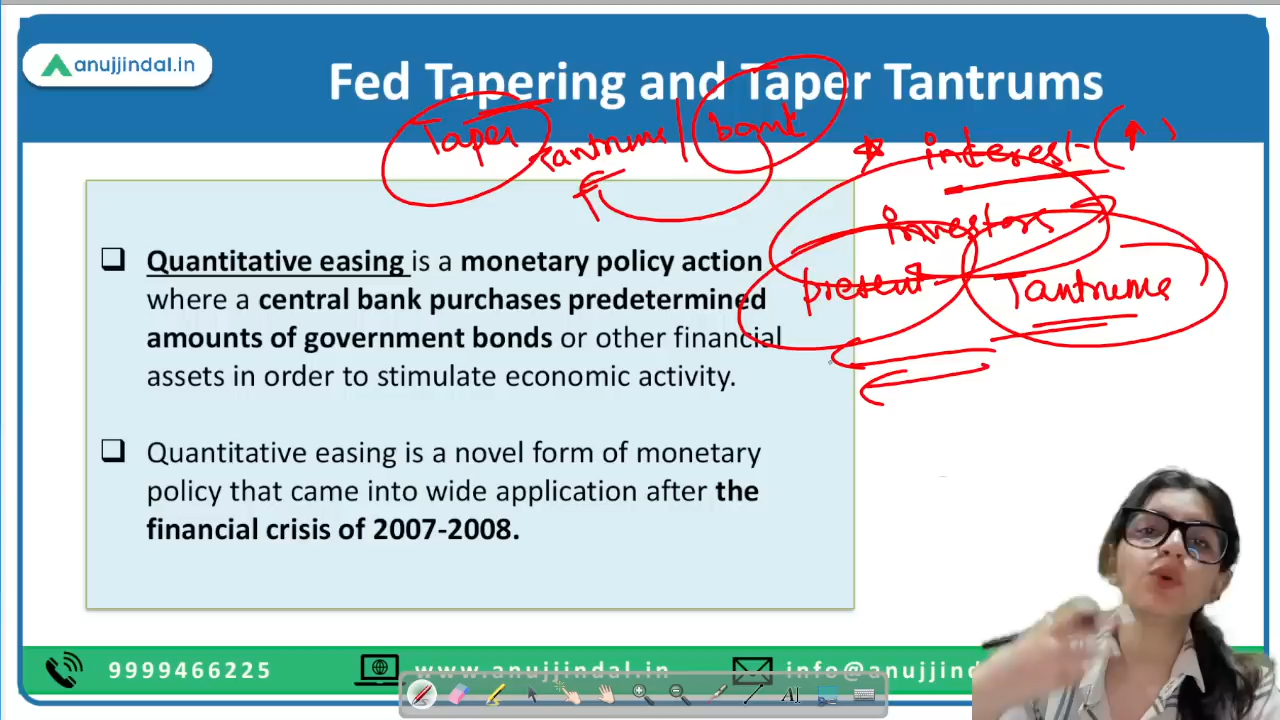 anujjindal.in
Fed Tapering and Taper Tantrums
Taper Tantrums | bank
* interest - (↑)
investors
present Tantrums
❑ Quantitative easing is a monetary policy action
where a central bank purchases predetermined
amounts of government bonds or other financial
assets in order to stimulate economic activity.
❑ Quantitative easing is a novel form of monetary
policy that came into wide application after the
financial crisis of 2007-2008.
9999466225
www.anujjindal.in
info@anujjind